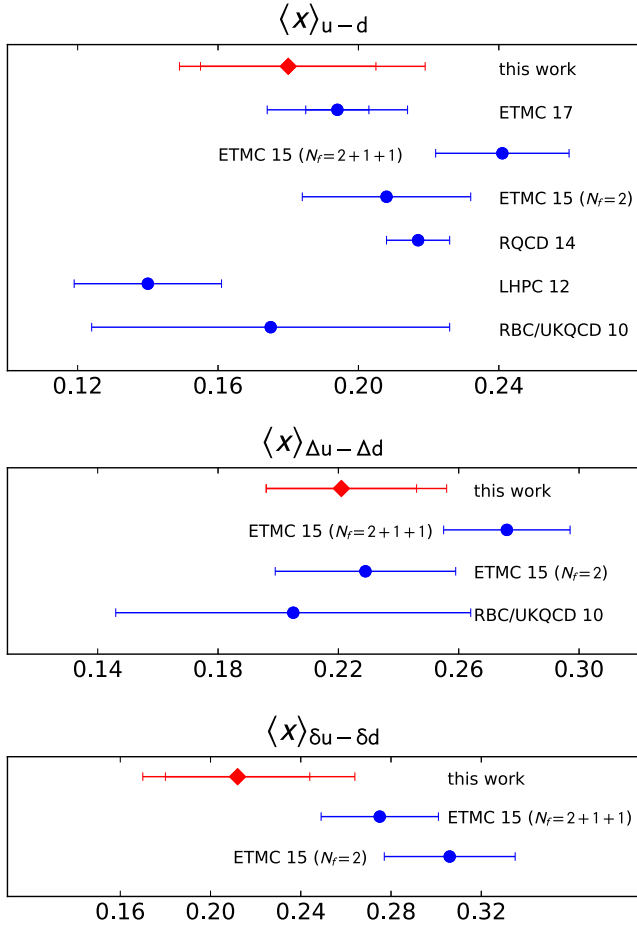 ⟨x⟩u−d
this work
ETMC 17
ETMC 15 (Nf=2+1+1)
ETMC 15 (Nf=2)
RQCD 14
LHPC 12
RBC/UKQCD 10
0.12 0.16 0.20 0.24
⟨x⟩Δu−Δd
this work
ETMC 15 (Nf=2+1+1)
ETMC 15 (Nf=2)
RBC/UKQCD 10
0.14 0.18 0.22 0.26 0.30
⟨x⟩δu−δd
this work
ETMC 15 (Nf=2+1+1)
ETMC 15 (Nf=2)
0.16 0.20 0.24 0.28 0.32